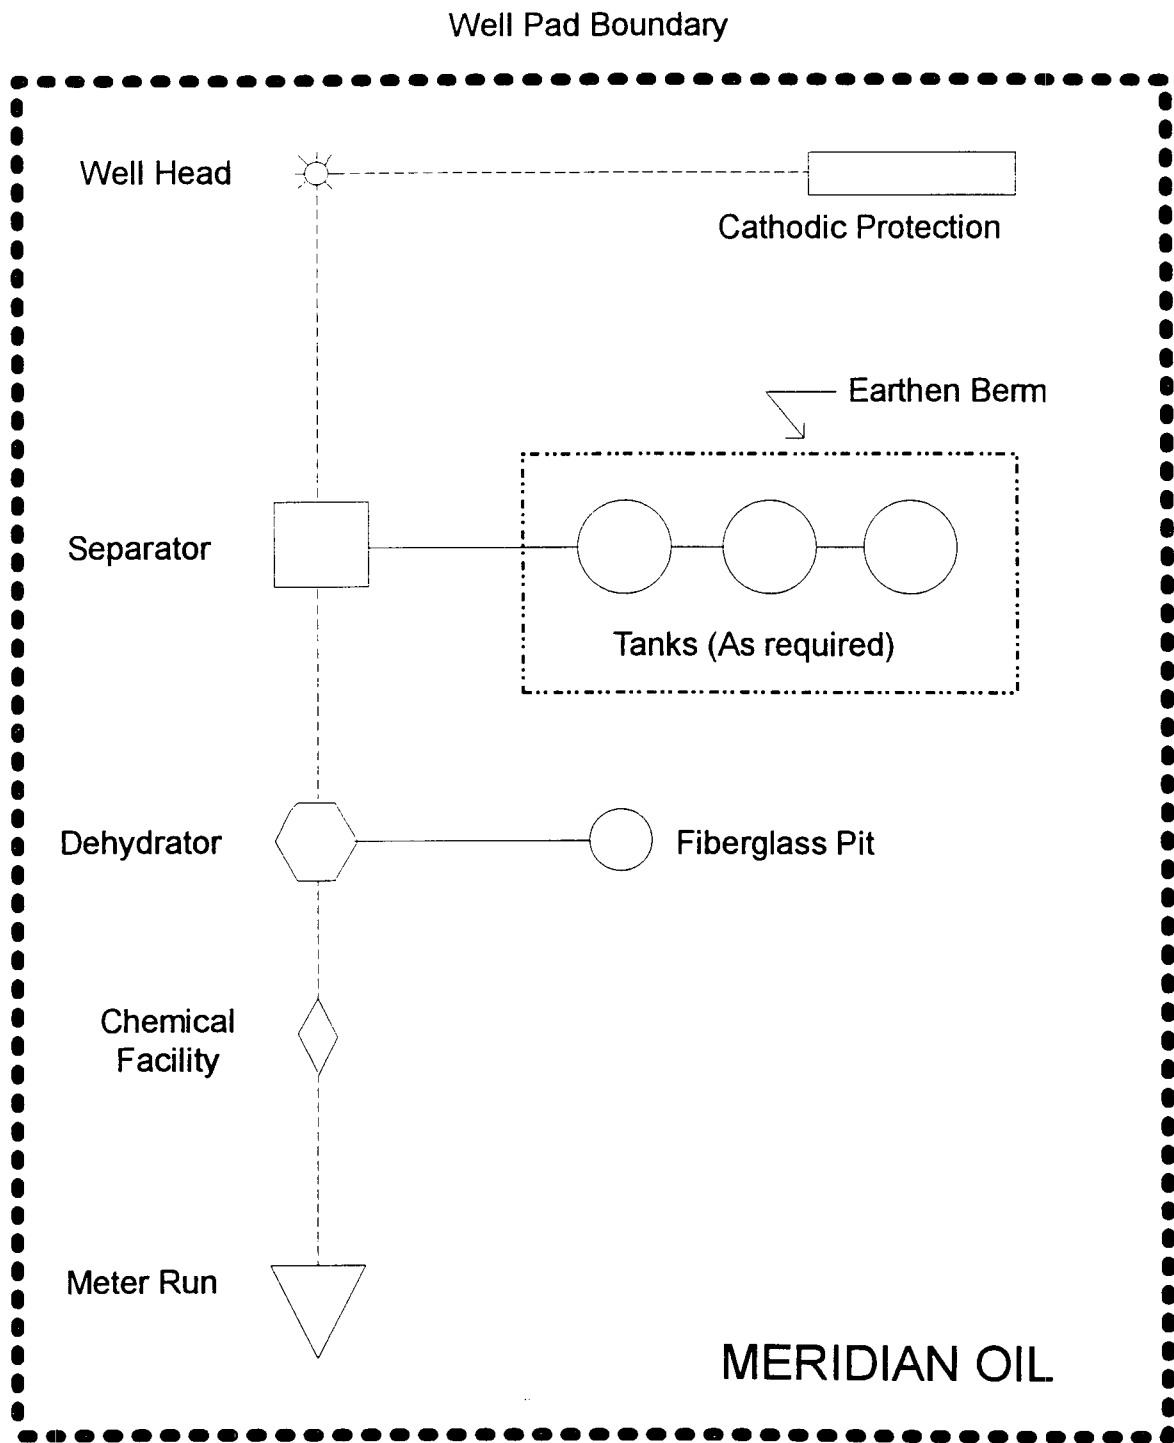 Well Pad Boundary
Well Head
Cathodic Protection
Earthen Berm
Separator
Tanks (As required)
Dehydrator
Fiberglass Pit
Chemical
Facility
Meter Run
MERIDIAN OIL